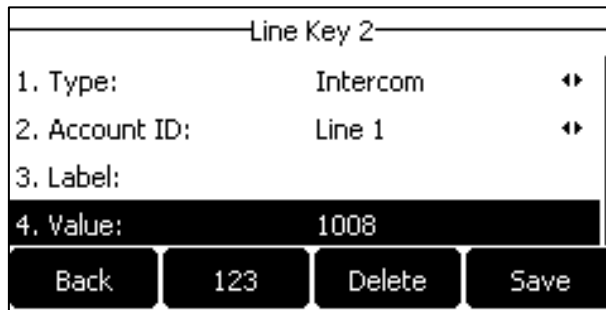 Line Key 2
1. Type: Intercom
2. Account ID: Line 1
3. Label:
4. Value: 1008
Back 123 Delete Save